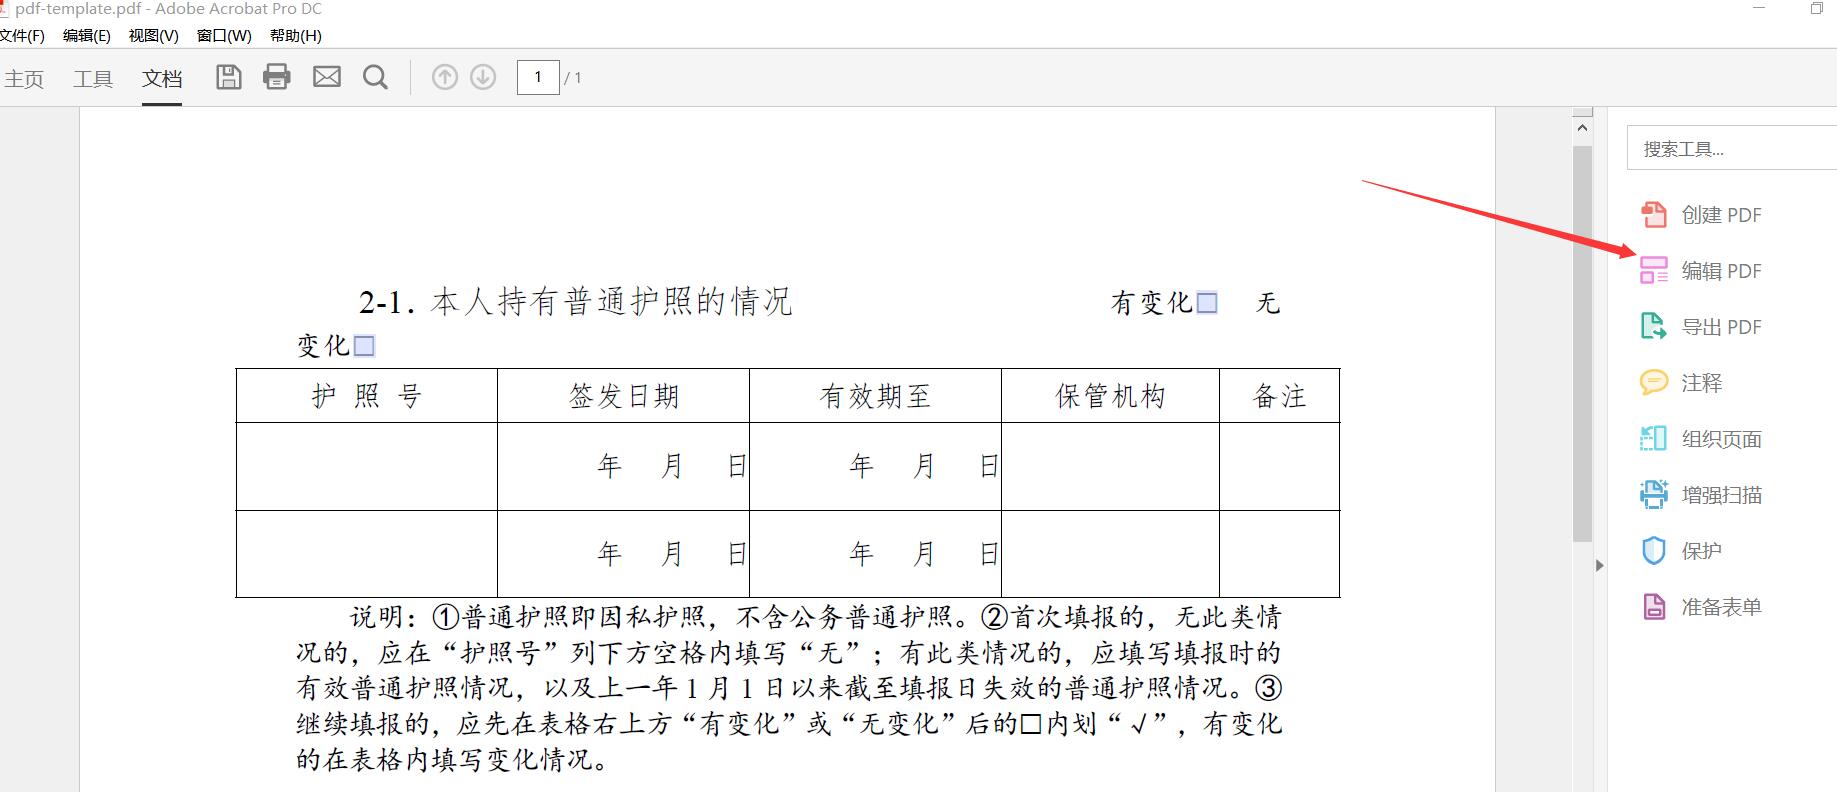 pdf-template.pdf - Adobe Acrobat Pro DC
文件(F) 编辑(E) 视图(V) 窗口(W) 帮助(H)
主页 工具 文档 1 / 1
搜索工具...
创建 PDF
编辑 PDF
导出 PDF
注释
组织页面
增强扫描
保护
准备表单
2-1. 本人持有普通护照的情况 有变化□ 无
变化□
护 照 号 签发日期 有效期至 保管机构 备注
年 月 日 年 月 日
年 月 日 年 月 日
说明：①普通护照即因私护照，不含公务普通护照。②首次填报的，无此类情
况的，应在“护照号”列下方空格内填写“无”；有此类情况的，应填写填报时的
有效普通护照情况，以及上一年1月1日以来截至填报日失效的普通护照情况。③
继续填报的，应先在表格右上方“有变化”或“无变化”后的□内划“√”，有变化
的在表格内填写变化情况。